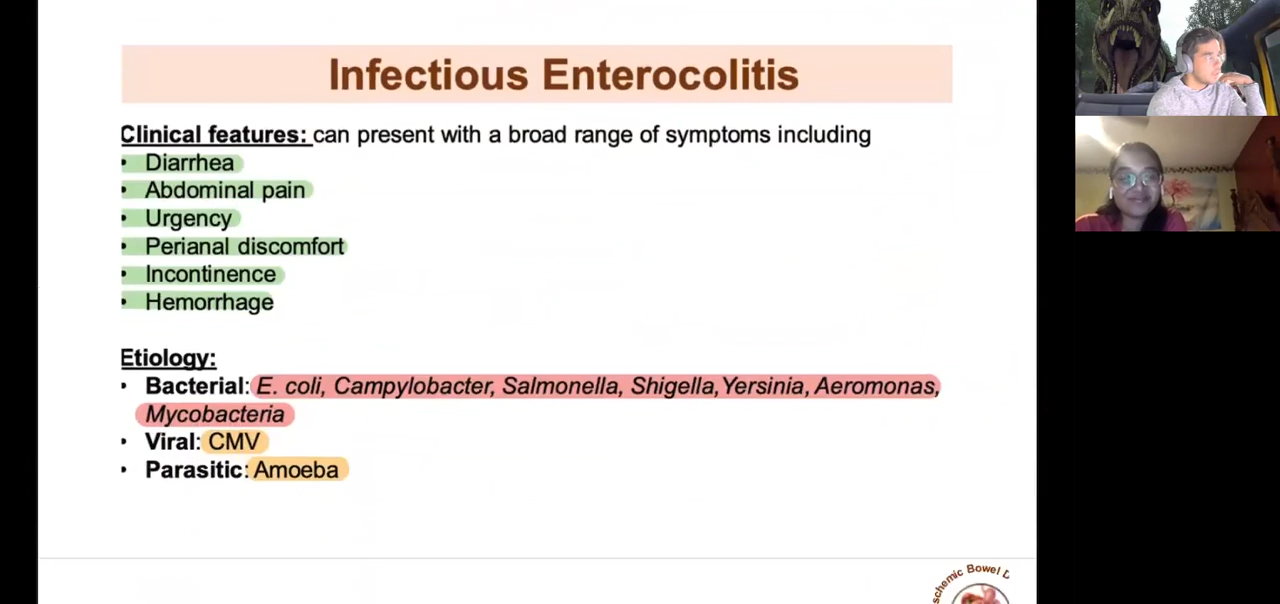 Infectious Enterocolitis
Clinical features: can present with a broad range of symptoms including
• Diarrhea
• Abdominal pain
• Urgency
• Perianal discomfort
• Incontinence
• Hemorrhage
Etiology:
• Bacterial: E. coli, Campylobacter, Salmonella, Shigella, Yersinia, Aeromonas,
Mycobacteria
• Viral: CMV
• Parasitic: Amoeba
Bowel